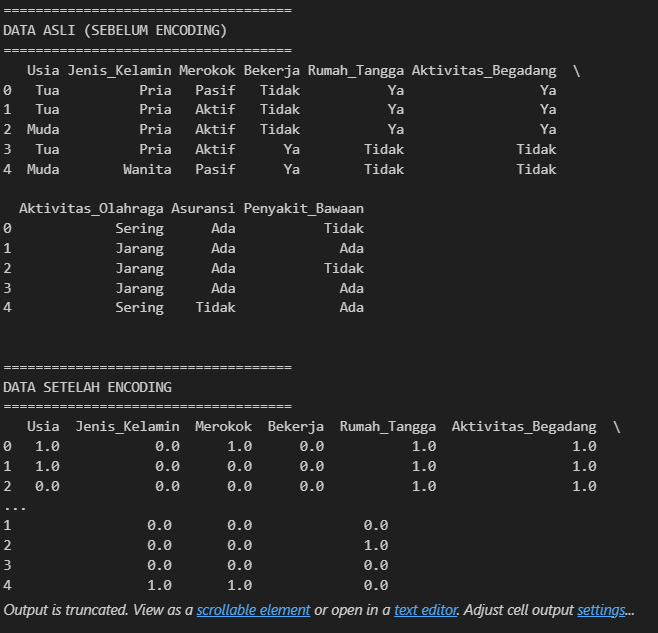 ====================================
DATA ASLI (SEBELUM ENCODING)
====================================
   Usia Jenis_Kelamin Merokok Bekerja Rumah_Tangga Aktivitas_Begadang  \
0   Tua          Pria   Pasif   Tidak           Ya                 Ya
1   Tua          Pria   Aktif   Tidak           Ya                 Ya
2  Muda          Pria   Aktif   Tidak           Ya                 Ya
3   Tua          Pria   Aktif      Ya        Tidak              Tidak
4  Muda        Wanita   Pasif      Ya        Tidak              Tidak

  Aktivitas_Olahraga Asuransi Penyakit_Bawaan
0             Sering      Ada           Tidak
1             Jarang      Ada             Ada
2             Jarang      Ada           Tidak
3             Jarang      Ada             Ada
4             Sering    Tidak             Ada

====================================
DATA SETELAH ENCODING
====================================
   Usia  Jenis_Kelamin  Merokok  Bekerja  Rumah_Tangga  Aktivitas_Begadang  \
0   1.0            0.0      1.0      0.0           1.0                 1.0
1   1.0            0.0      0.0      0.0           1.0                 1.0
2   0.0            0.0      0.0      0.0           1.0                 1.0
...
1                 0.0       0.0              0.0
2                 0.0       0.0              1.0
3                 0.0       0.0              0.0
4                 1.0       1.0              0.0
Output is truncated. View as a scrollable element or open in a text editor. Adjust cell output settings...